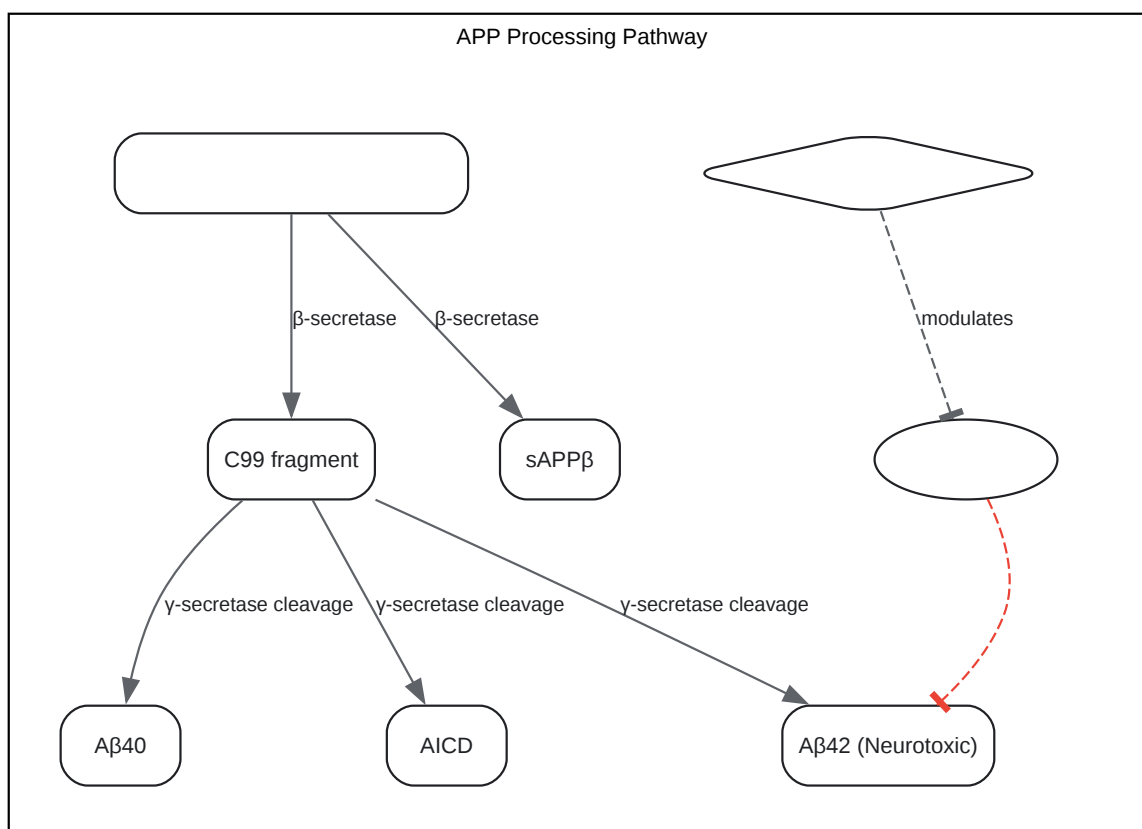 APP Processing Pathway
β-secretase
β-secretase
modulates
C99 fragment
sAPPβ
γ-secretase cleavage
γ-secretase cleavage
γ-secretase cleavage
Aβ40
AICD
Aβ42 (Neurotoxic)